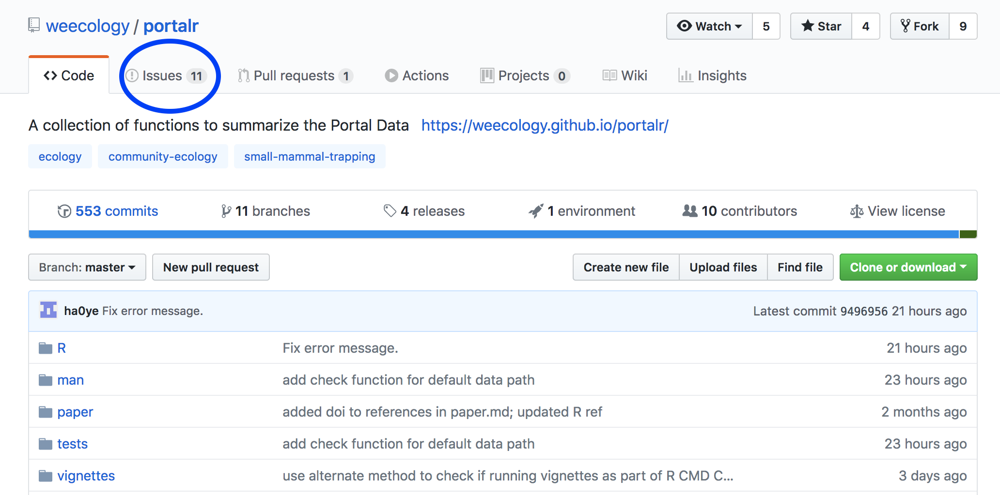 weecology / portalr
Watch 5 Star 4 Fork 9
Code Issues 11 Pull requests 1 Actions Projects 0 Wiki Insights
A collection of functions to summarize the Portal Data https://weecology.github.io/portalr/
ecology community-ecology small-mammal-trapping
553 commits 11 branches 4 releases 1 environment 10 contributors View license
Branch: master New pull request Create new file Upload files Find file Clone or download
ha0ye Fix error message. Latest commit 9496956 21 hours ago
R Fix error message. 21 hours ago
man add check function for default data path 23 hours ago
paper added doi to references in paper.md; updated R ref 2 months ago
tests add check function for default data path 23 hours ago
vignettes use alternate method to check if running vignettes as part of R CMD C... 3 days ago